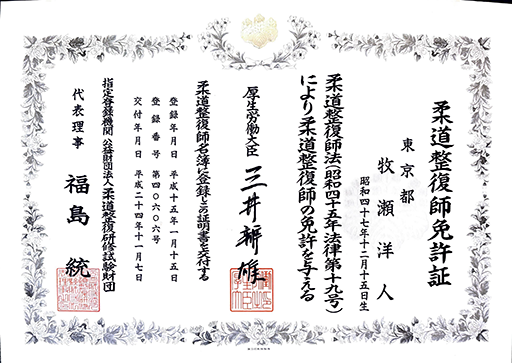 柔道整復師免許証
東京都
牧瀬洋人
昭和四十七年十二月十五日生
柔道整復師法(昭和四十五年法律第十九号)
により柔道整復師の免許を与える
厚生労働大臣 三井辨雄
柔道整復師名簿に登録しこの証明書を交付する
登録年月日 平成十五年一月十五日
登録番号 第四〇六〇六号
交付年月日 平成二十四年十一月七日
指定登録機関 公益財団法人柔道整復研修試験財団
代表理事 福島統